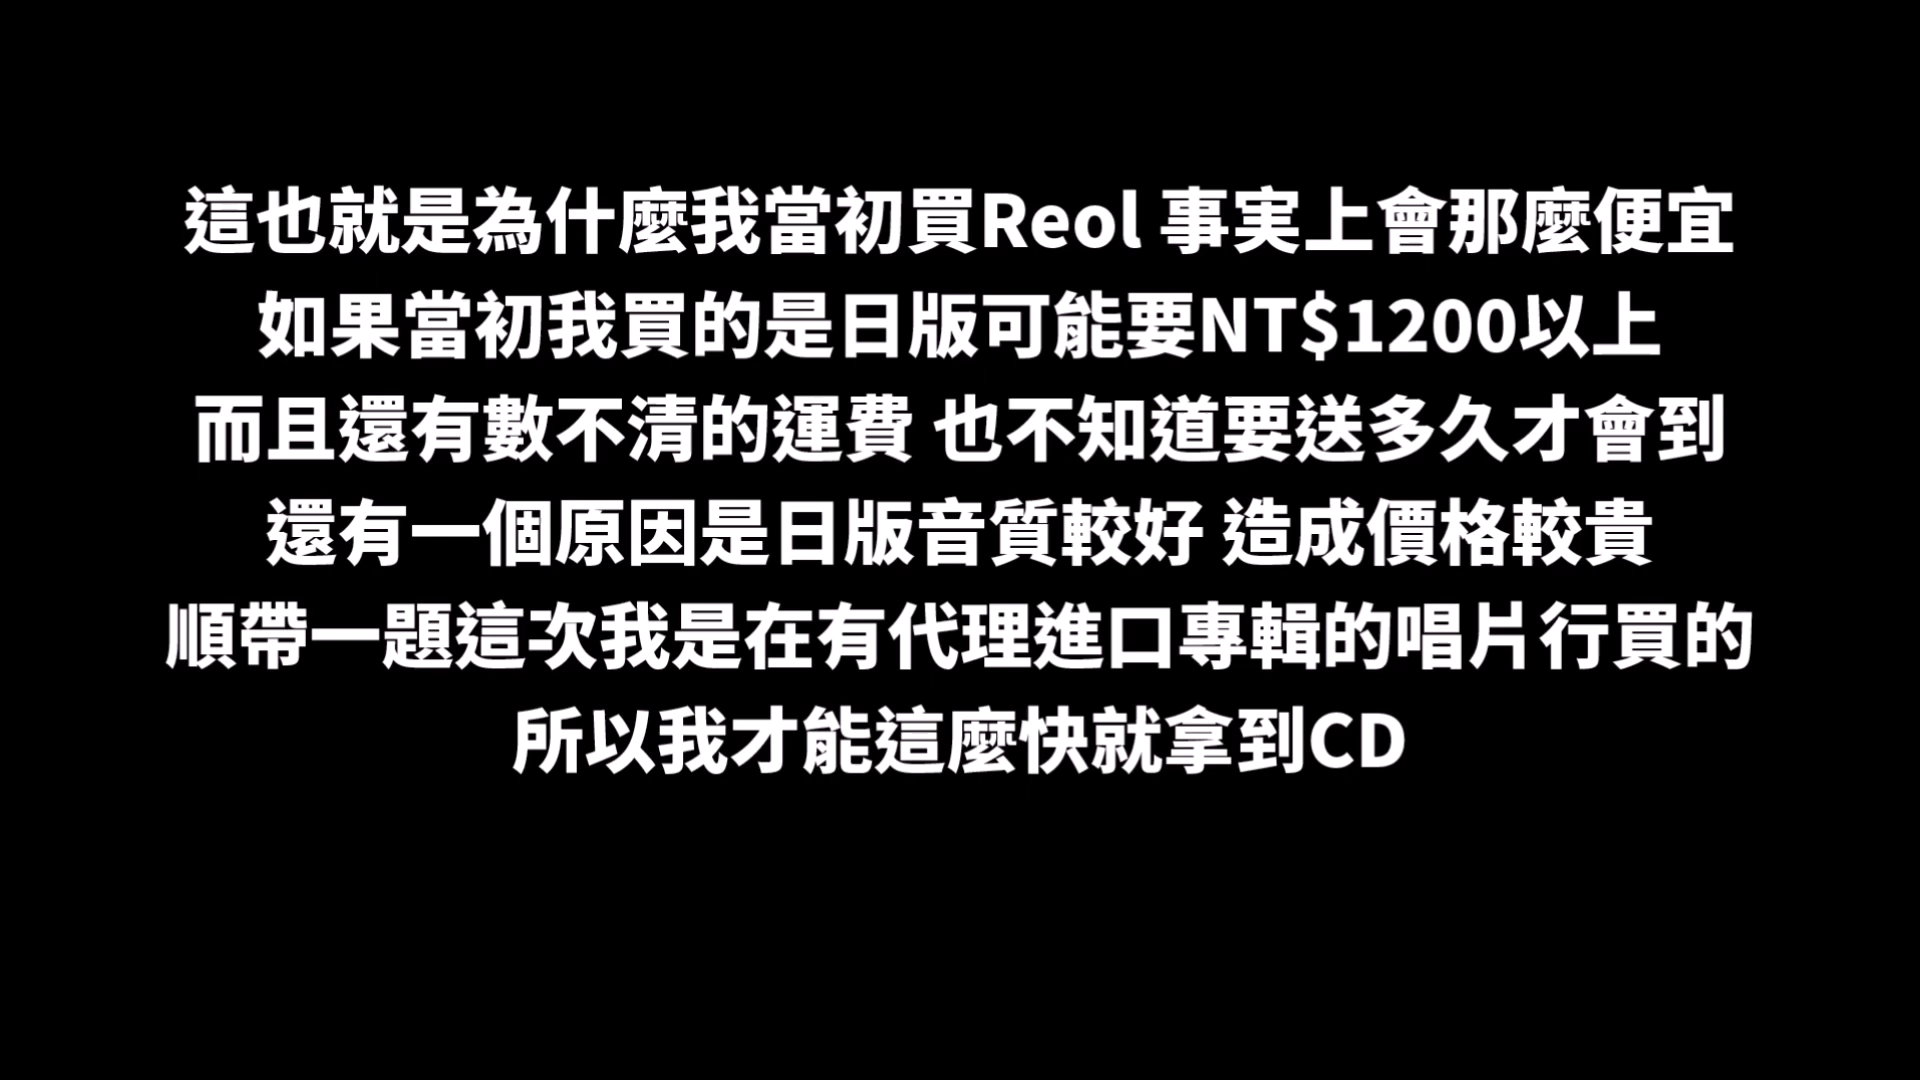 這也就是為什麼我當初買Reol 事実上會那麼便宜
如果當初我買的是日版可能要NT$1200以上
而且還有數不清的運費 也不知道要送多久才會到
還有一個原因是日版音質較好 造成價格較貴
順帶一題這次我是在有代理進口專輯的唱片行買的
所以我才能這麼快就拿到CD